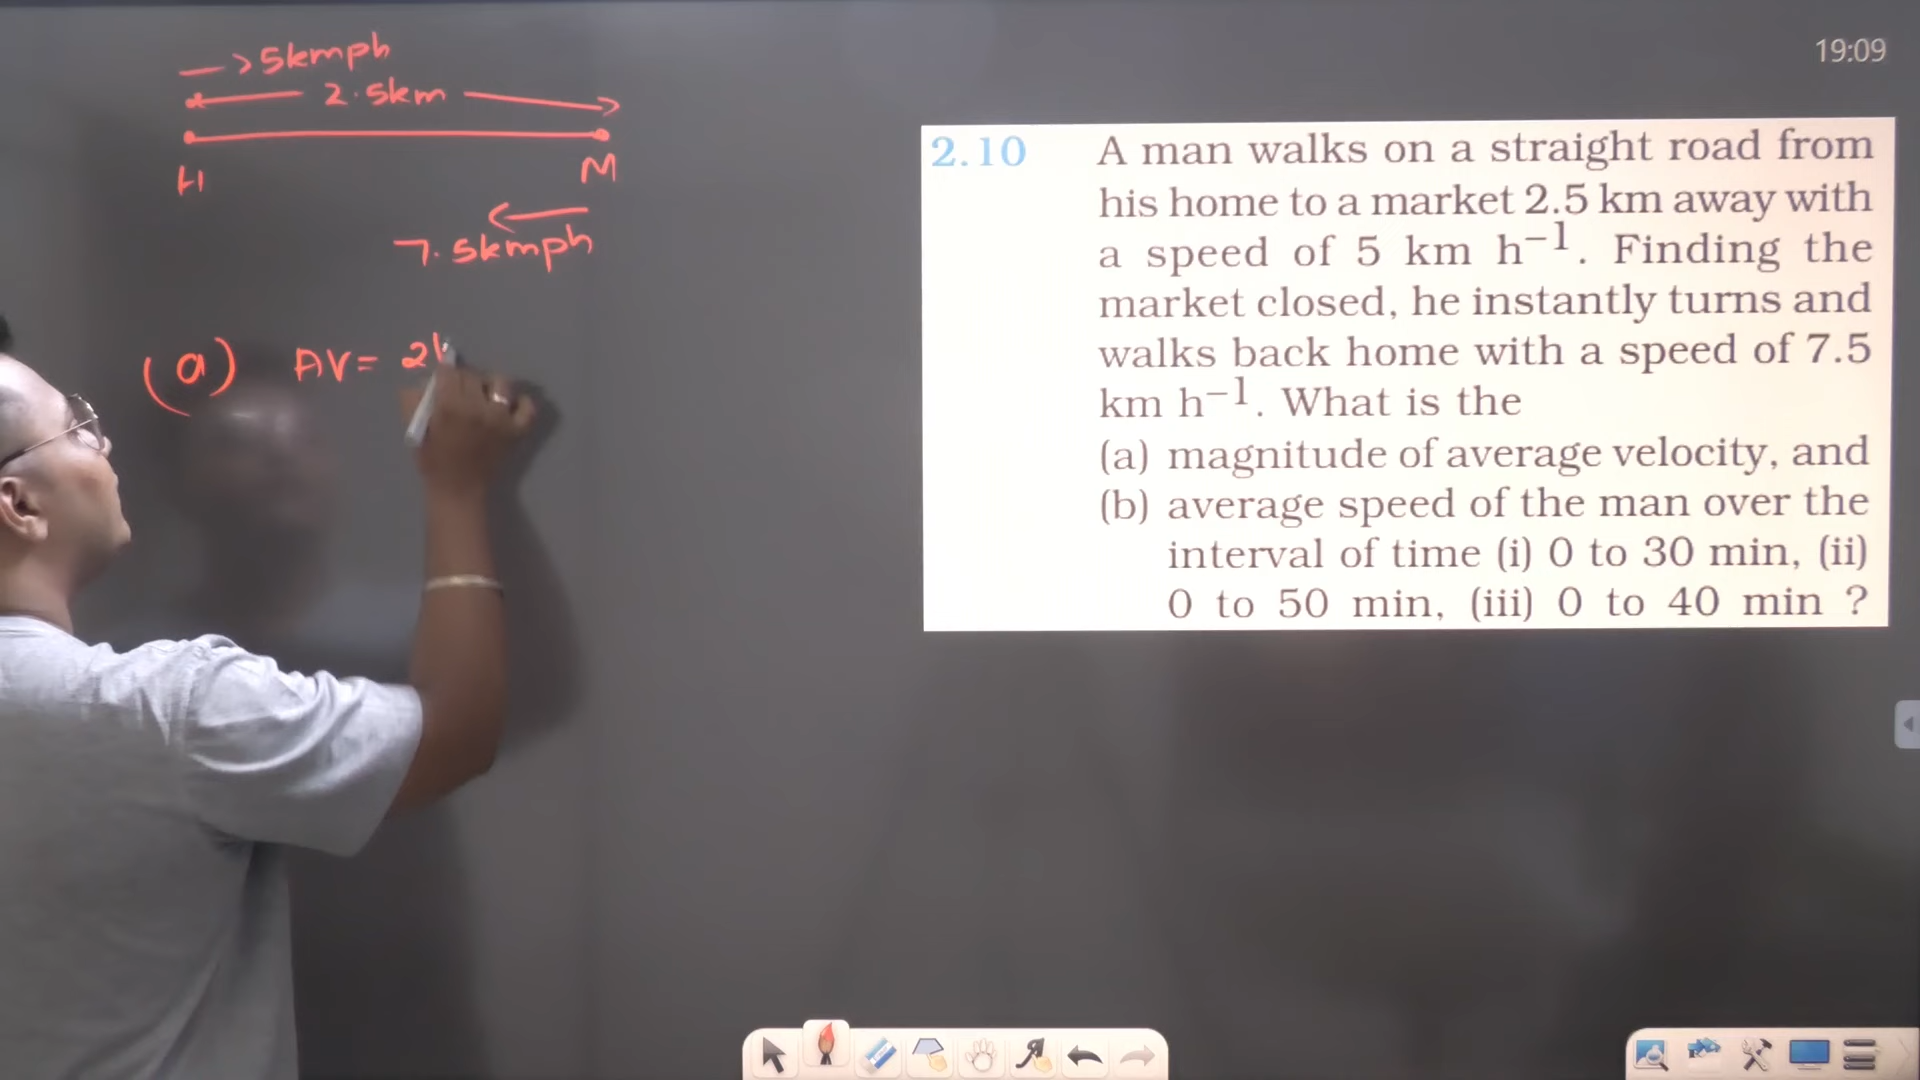 5kmph
2.5km
H M
7.5kmph
(a) AV = 2
19:09
2.10 A man walks on a straight road from
his home to a market 2.5 km away with
a speed of 5 km h⁻¹. Finding the
market closed, he instantly turns and
walks back home with a speed of 7.5
km h⁻¹. What is the
(a) magnitude of average velocity, and
(b) average speed of the man over the
interval of time (i) 0 to 30 min, (ii)
0 to 50 min, (iii) 0 to 40 min ?